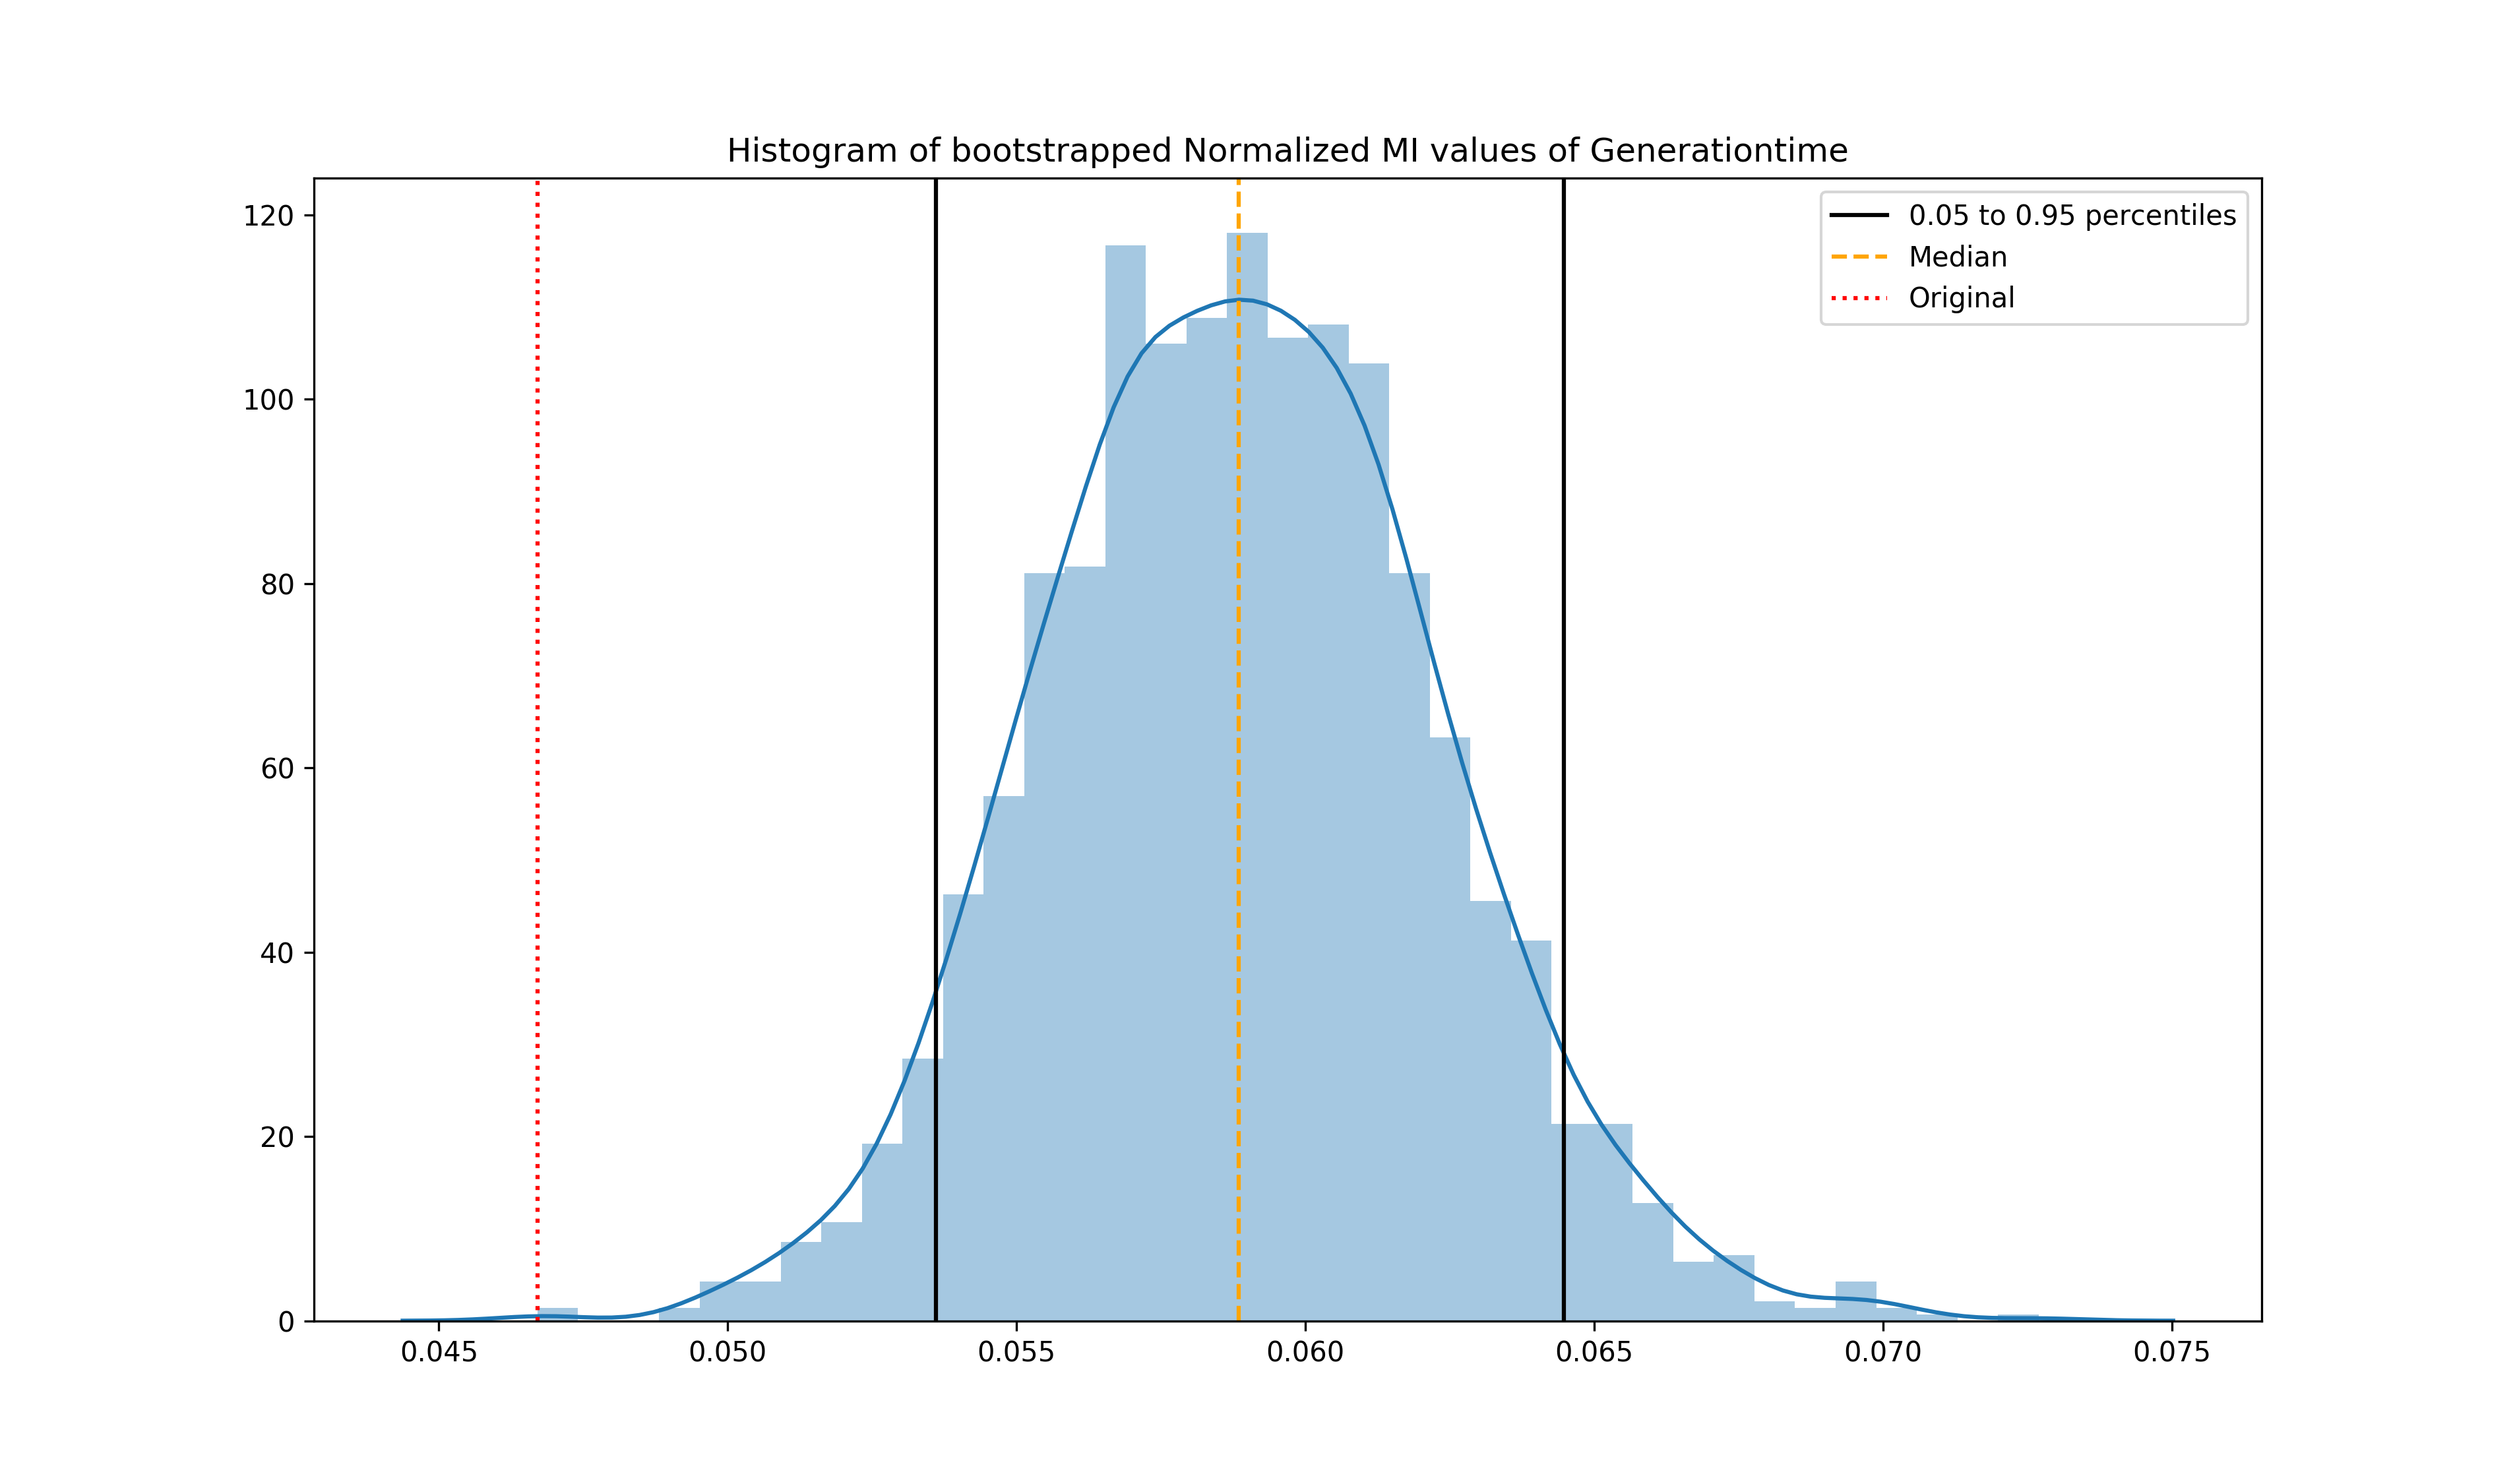 Histogram of bootstrapped Normalized MI values of Generationtime
120
100
80
60
40
20
0
0.05 to 0.95 percentiles
Median
Original
0.045 0.050 0.055 0.060 0.065 0.070 0.075